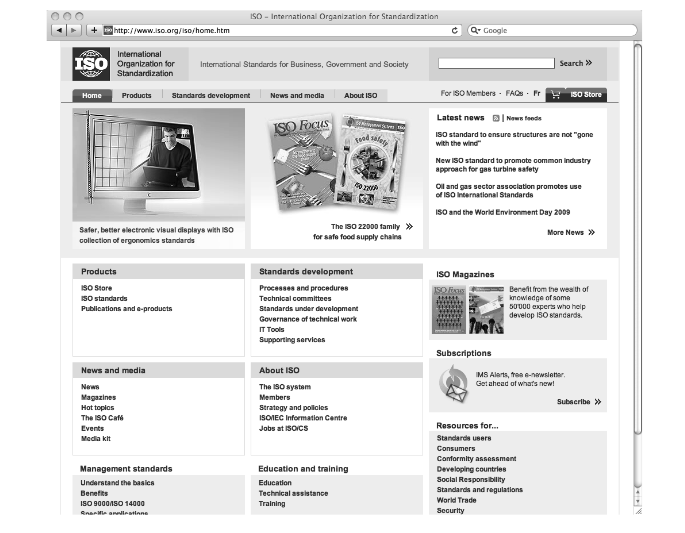 ISO – International Organization for Standardization
http://www.iso.org/iso/home.htm
Google
ISO
International
Organization for
Standardization
International Standards for Business, Government and Society
Search »
Home
Products
Standards development
News and media
About ISO
For ISO Members · FAQs · Fr
ISO Store
Safer, better electronic visual displays with ISO
collection of ergonomics standards
ISO Focus
Food safety
ISO 22000
The ISO 22000 family »
for safe food supply chains
Latest news | News feeds
ISO standard to ensure structures are not "gone
with the wind"
New ISO standard to promote common industry
approach for gas turbine safety
Oil and gas sector association promotes use
of ISO International Standards
ISO and the World Environment Day 2009
More News »
Products
ISO Store
ISO standards
Publications and e-products
Standards development
Processes and procedures
Technical committees
Standards under development
Governance of technical work
IT Tools
Supporting services
ISO Magazines
ISO Focus
Benefit from the wealth of
knowledge of some
50'000 experts who help
develop ISO standards.
News and media
News
Magazines
Hot topics
The ISO Café
Events
Media kit
About ISO
The ISO system
Members
Strategy and policies
ISO/IEC Information Centre
Jobs at ISO/CS
Subscriptions
IMS Alerts, free e-newsletter.
Get ahead of what's new!
Subscribe »
Management standards
Understand the basics
Benefits
ISO 9000/ISO 14000
Specific applications
Education and training
Education
Technical assistance
Training
Resources for...
Standards users
Consumers
Conformity assessment
Developing countries
Social Responsibility
Standards and regulations
World Trade
Security